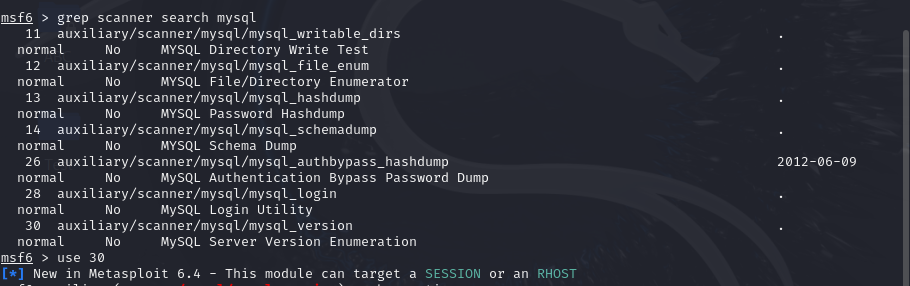 msf6 > grep scanner search mysql
11 auxiliary/scanner/mysql/mysql_writable_dirs .
normal No MYSQL Directory Write Test
12 auxiliary/scanner/mysql/mysql_file_enum .
normal No MYSQL File/Directory Enumerator
13 auxiliary/scanner/mysql/mysql_hashdump .
normal No MYSQL Password Hashdump
14 auxiliary/scanner/mysql/mysql_schemadump .
normal No MYSQL Schema Dump
26 auxiliary/scanner/mysql/mysql_authbypass_hashdump 2012-06-09
normal No MySQL Authentication Bypass Password Dump
28 auxiliary/scanner/mysql/mysql_login .
normal No MySQL Login Utility
30 auxiliary/scanner/mysql/mysql_version .
normal No MySQL Server Version Enumeration
msf6 > use 30
[*] New in Metasploit 6.4 - This module can target a SESSION or an RHOST